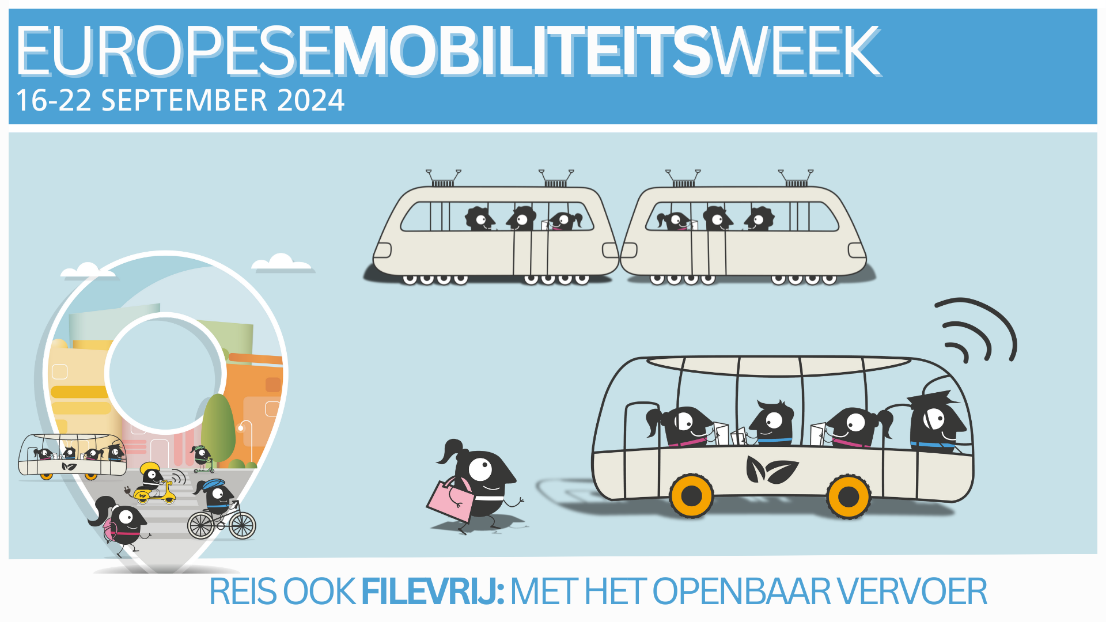 EUROPESEMOBILITEITSWEEK
16-22 SEPTEMBER 2024
REIS OOK FILEVRIJ: MET HET OPENBAAR VERVOER